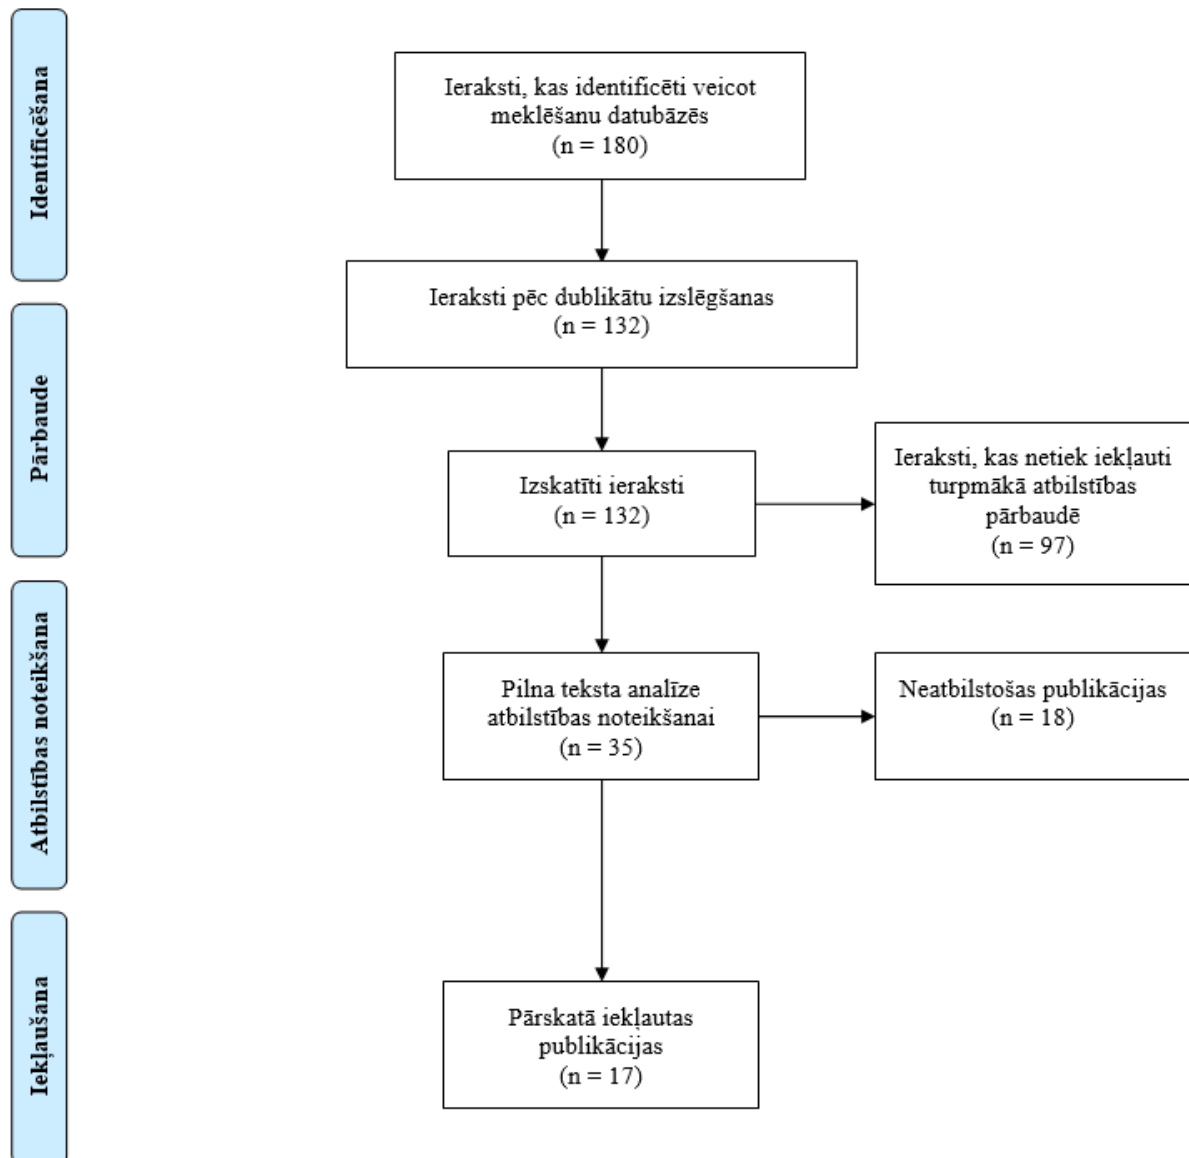 Identificēšana
Ieraksti, kas identificēti veicot
meklēšanu datubāzēs
(n = 180)
Ieraksti pēc dublikātu izslēgšanas
(n = 132)
Pārbaude
Izskatīti ieraksti
(n = 132)
Ieraksti, kas netiek iekļauti
turpmākā atbilstības
pārbaudē
(n = 97)
Atbilstības noteikšana
Pilna teksta analīze
atbilstības noteikšanai
(n = 35)
Neatbilstošas publikācijas
(n = 18)
Iekļaušana
Pārskatā iekļautas
publikācijas
(n = 17)